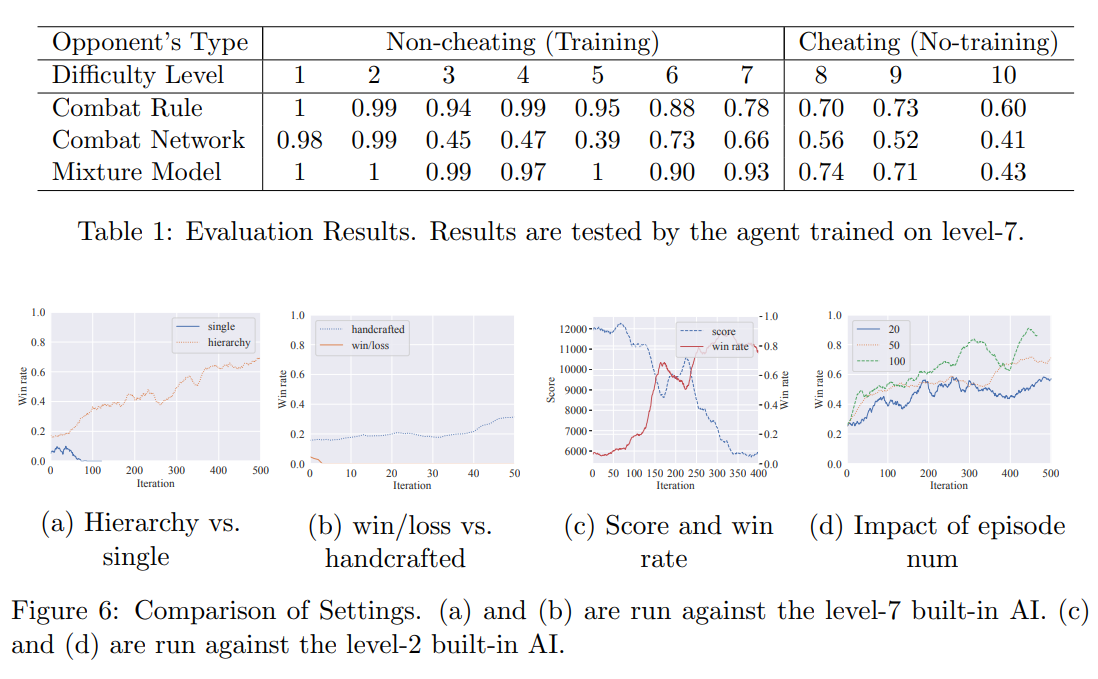 Opponent's Type Non-cheating (Training) Cheating (No-training)
Difficulty Level 1 2 3 4 5 6 7 8 9 10
Combat Rule 1 0.99 0.94 0.99 0.95 0.88 0.78 0.70 0.73 0.60
Combat Network 0.98 0.99 0.45 0.47 0.39 0.73 0.66 0.56 0.52 0.41
Mixture Model 1 1 0.99 0.97 1 0.90 0.93 0.74 0.71 0.43
Table 1: Evaluation Results. Results are tested by the agent trained on level-7.
1.0
0.8
0.6
0.4
0.2
0.0
Win rate
single
hierarchy
0 100 200 300 400 500
Iteration
(a) Hierarchy vs.
single
1.0
0.8
0.6
0.4
0.2
0.0
Win rate
handcrafted
win/loss
0 10 20 30 40 50
Iteration
(b) win/loss vs.
handcrafted
12000
11000
10000
9000
8000
7000
6000
Score
score
win rate
1.0
0.8
0.6
0.4
0.2
0.0
Win rate
0 50 100 150 200 250 300 350 400
Iteration
(c) Score and win
rate
1.0
0.8
0.6
0.4
0.2
0.0
Win rate
20
50
100
0 100 200 300 400 500
Iteration
(d) Impact of episode
num
Figure 6: Comparison of Settings. (a) and (b) are run against the level-7 built-in AI. (c)
and (d) are run against the level-2 built-in AI.